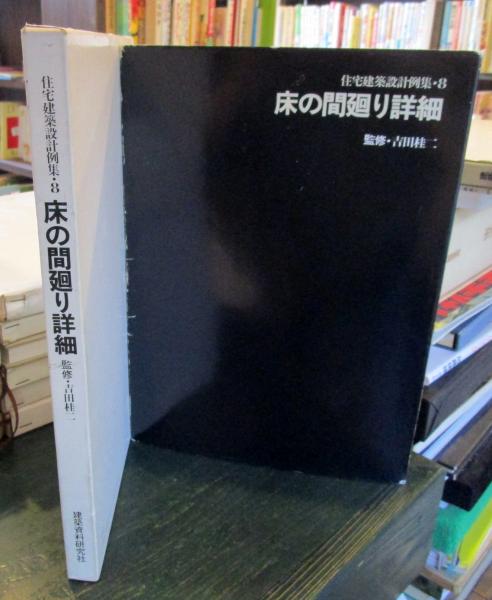 住宅建築設計例集・8
床の間廻り詳細
監修・吉田桂二
建築資料研究社
住宅建築設計例集・8
床の間廻り詳細
監修・吉田桂二